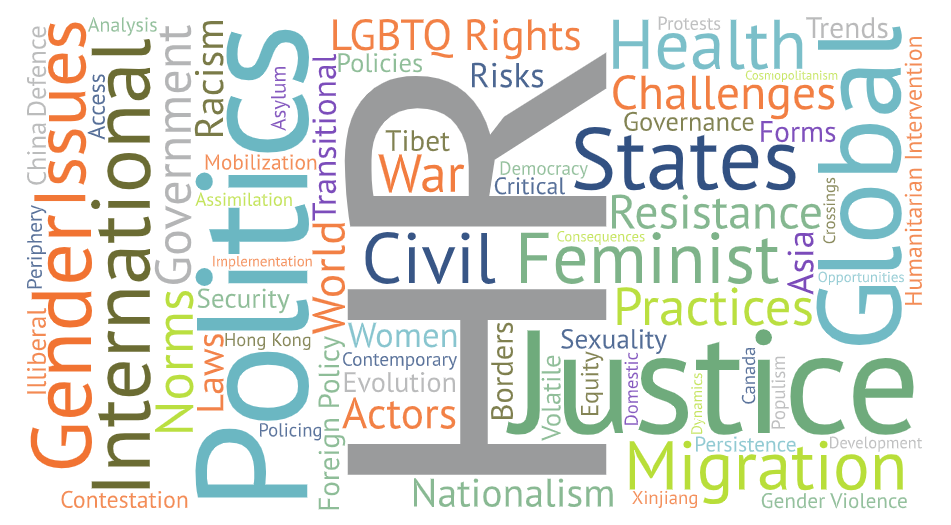 China Defence
Periphery
Illiberal
Gender Issues
Access
International
Analysis
Government
Norms
Contestation
Racism
Mobilization
Assimilation
Implementation
Security
Hong Kong
Laws
Policing
Politics
Asylum
Transitional
World
Foreign Policy
LGBTQ Rights
Policies
Risks
HR
Tibet
War
Democracy
Critical
Civil
Feminist
Consequences
Women
Contemporary
Evolution
Actors
Borders
Nationalism
Health
Protests
Trends
Cosmopolitanism
Challenges
Governance
Forms
States
Resistance
Practices
Asia
Crossings
Global
Opportunities
Humanitarian Intervention
Sexuality
Justice
Volatile
Equity
Domestic
Dynamics
Canada
Populism
Migration
Persistence
Development
Xinjiang
Gender Violence